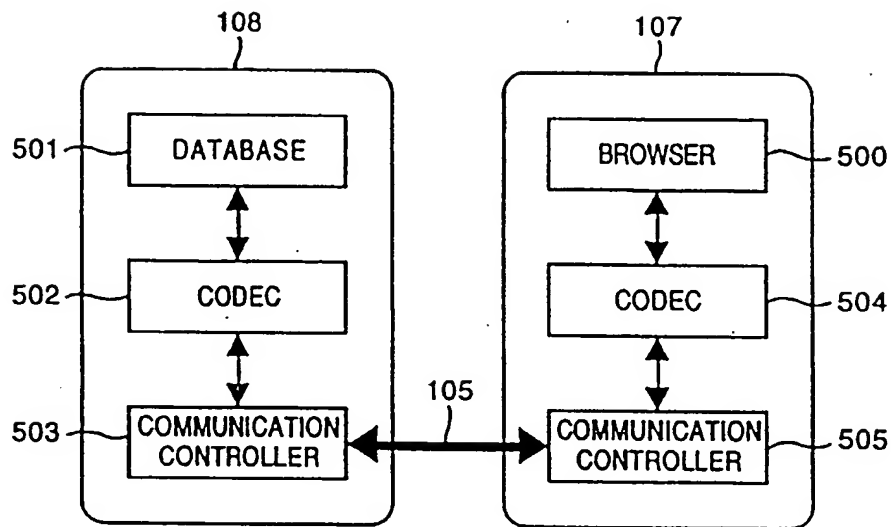 108
107
501
DATABASE
BROWSER
500
502
CODEC
CODEC
504
105
503
COMMUNICATION
CONTROLLER
COMMUNICATION
CONTROLLER
505